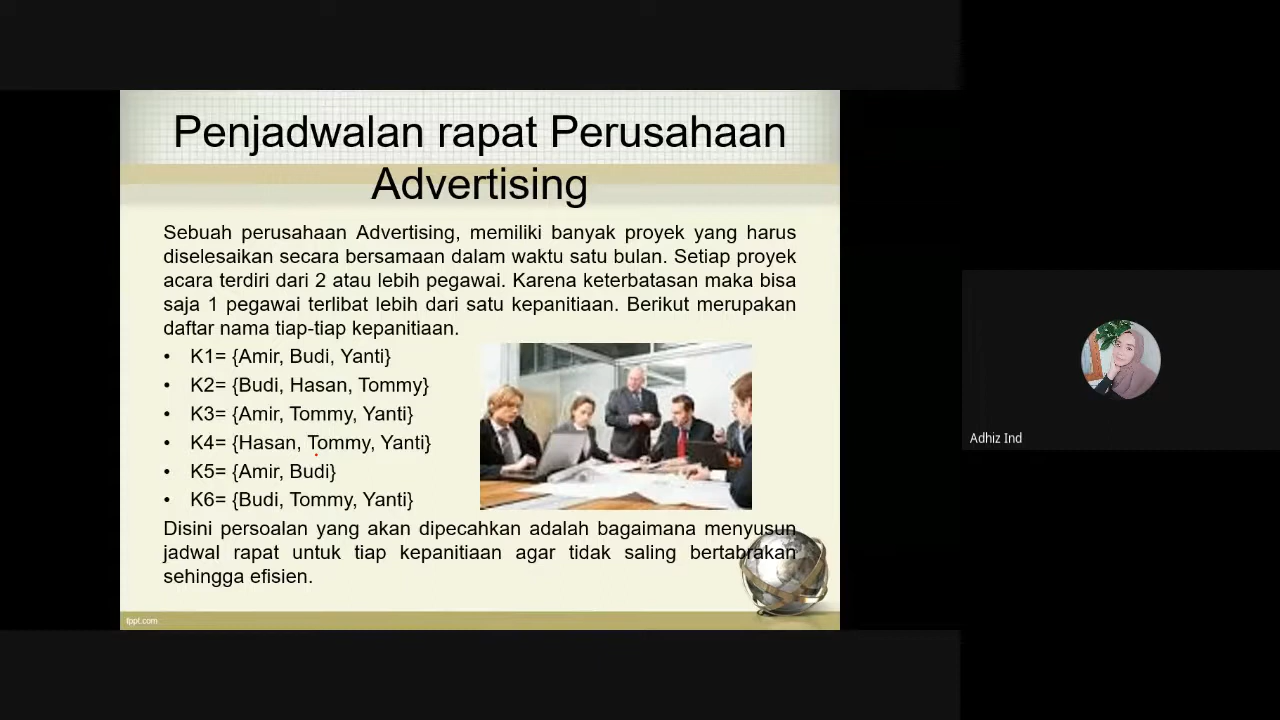 Penjadwalan rapat Perusahaan
Advertising
Sebuah perusahaan Advertising, memiliki banyak proyek yang harus
diselesaikan secara bersamaan dalam waktu satu bulan. Setiap proyek
acara terdiri dari 2 atau lebih pegawai. Karena keterbatasan maka bisa
saja 1 pegawai terlibat lebih dari satu kepanitiaan. Berikut merupakan
daftar nama tiap-tiap kepanitiaan.
• K1= {Amir, Budi, Yanti}
• K2= {Budi, Hasan, Tommy}
• K3= {Amir, Tommy, Yanti}
• K4= {Hasan, Tommy, Yanti}
• K5= {Amir, Budi}
• K6= {Budi, Tommy, Yanti}
Disini persoalan yang akan dipecahkan adalah bagaimana menyusun
jadwal rapat untuk tiap kepanitiaan agar tidak saling bertabrakan
sehingga efisien.
fppt.com
Adhiz Ind